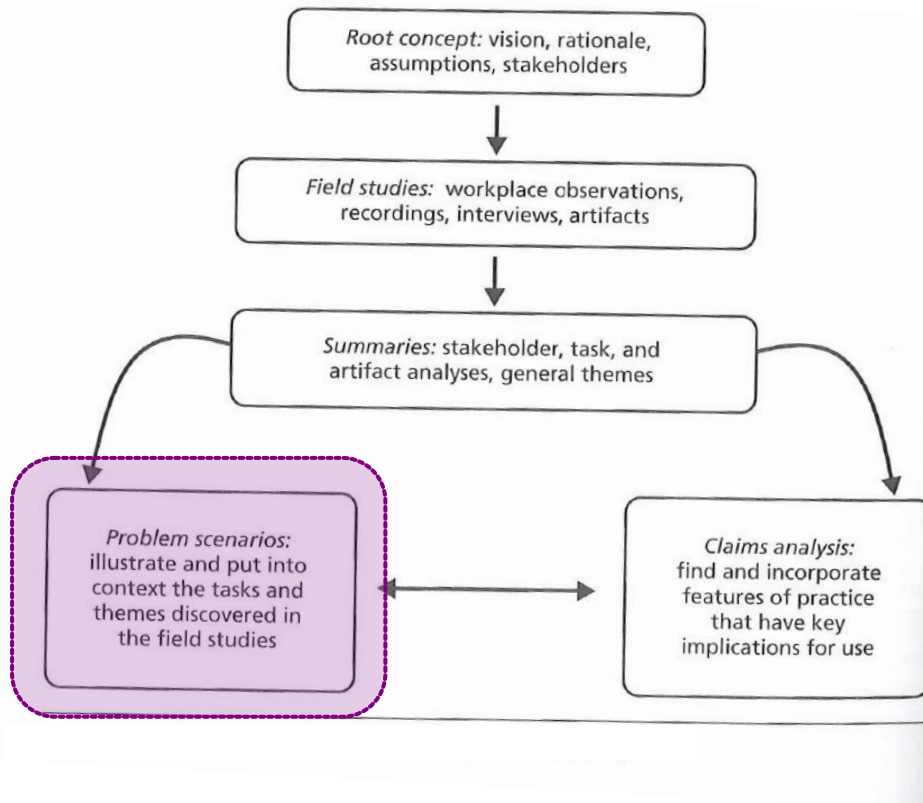 Root concept: vision, rationale,
assumptions, stakeholders
Field studies: workplace observations,
recordings, interviews, artifacts
Summaries: stakeholder, task, and
artifact analyses, general themes
Problem scenarios:
illustrate and put into
context the tasks and
themes discovered in
the field studies
Claims analysis:
find and incorporate
features of practice
that have key
implications for use